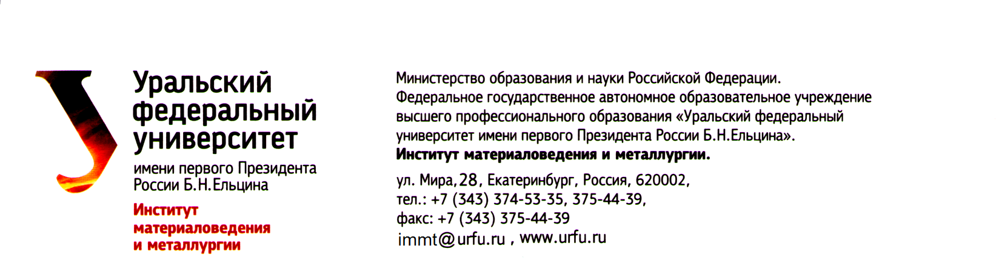 Уральский
федеральный
университет
имени первого Президента
России Б.Н.Ельцина
Институт
материаловедения
и металлургии
Министерство образования и науки Российской Федерации.
Федеральное государственное автономное образовательное учреждение
высшего профессионального образования «Уральский федеральный
университет имени первого Президента России Б.Н.Ельцина».
Институт материаловедения и металлургии.
ул. Мира,28, Екатеринбург, Россия, 620002,
тел.: +7 (343) 374-53-35, 375-44-39,
факс: +7 (343) 375-44-39
immt@urfu.ru , www.urfu.ru